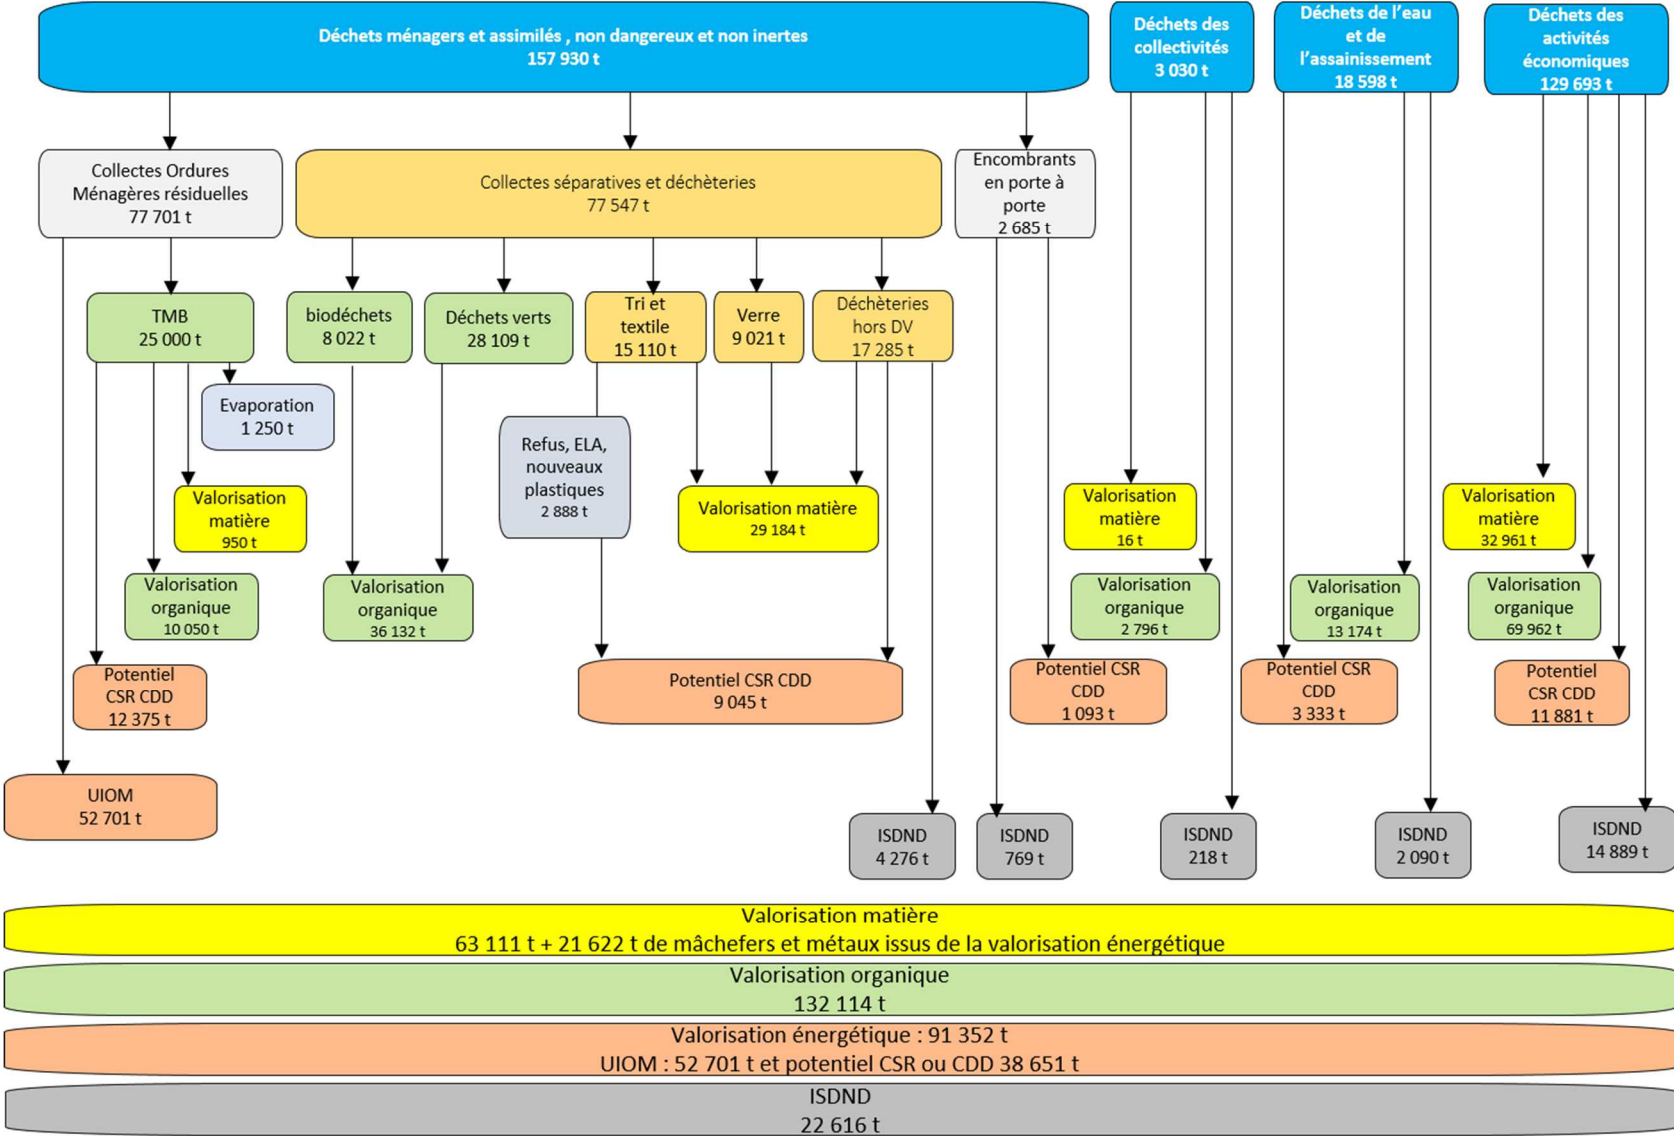 Déchets ménagers et assimilés , non dangereux et non inertes
157 930 t
Déchets des
collectivités
3 030 t
Déchets de l’eau
et de
l’assainissement
18 598 t
Déchets des
activités
économiques
129 693 t
Collectes Ordures
Ménagères résiduelles
77 701 t
Collectes séparatives et déchèteries
77 547 t
Encombrants
en porte à
porte
2 685 t
TMB
25 000 t
biodéchets
8 022 t
Déchets verts
28 109 t
Tri et
textile
15 110 t
Verre
9 021 t
Déchèteries
hors DV
17 285 t
Evaporation
1 250 t
Refus, ELA,
nouveaux
plastiques
2 888 t
Valorisation
matière
950 t
Valorisation matière
29 184 t
Valorisation
matière
16 t
Valorisation
matière
32 961 t
Valorisation
organique
10 050 t
Valorisation
organique
36 132 t
Valorisation
organique
2 796 t
Valorisation
organique
13 174 t
Valorisation
organique
69 962 t
Potentiel
CSR CDD
12 375 t
Potentiel CSR CDD
9 045 t
Potentiel CSR
CDD
1 093 t
Potentiel CSR
CDD
3 333 t
Potentiel
CSR CDD
11 881 t
UIOM
52 701 t
ISDND
4 276 t
ISDND
769 t
ISDND
218 t
ISDND
2 090 t
ISDND
14 889 t
Valorisation matière
63 111 t + 21 622 t de mâchefers et métaux issus de la valorisation énergétique
Valorisation organique
132 114 t
Valorisation énergétique : 91 352 t
UIOM : 52 701 t et potentiel CSR ou CDD 38 651 t
ISDND
22 616 t